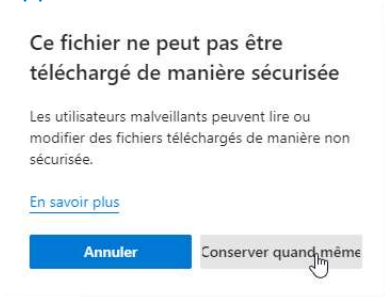 Ce fichier ne peut pas être
téléchargé de manière sécurisée
Les utilisateurs malveillants peuvent lire ou
modifier des fichiers téléchargés de manière non
sécurisée.
En savoir plus
Annuler
Conserver quand même